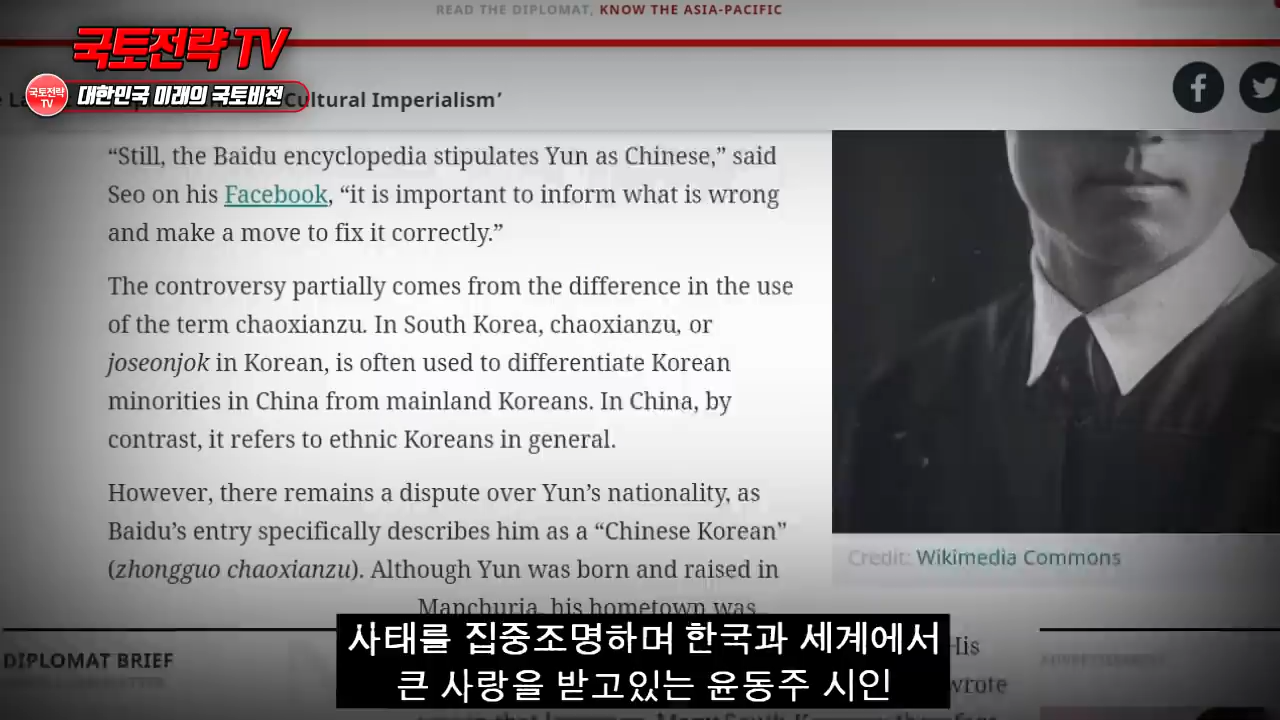 READ THE DIPLOMAT, KNOW THE ASIA-PACIFIC
국토전략 TV
국토전략 TV
대한민국 미래의 국토비전
Cultural Imperialism’
“Still, the Baidu encyclopedia stipulates Yun as Chinese,” said
Seo on his Facebook, “it is important to inform what is wrong
and make a move to fix it correctly.”
The controversy partially comes from the difference in the use
of the term chaoxianzu. In South Korea, chaoxianzu, or
joseonjok in Korean, is often used to differentiate Korean
minorities in China from mainland Koreans. In China, by
contrast, it refers to ethnic Koreans in general.
However, there remains a dispute over Yun’s nationality, as
Baidu’s entry specifically describes him as a “Chinese Korean”
(zhongguo chaoxianzu). Although Yun was born and raised in
Manchuria, his hometown was
His
wrote
Credit: Wikimedia Commons
DIPLOMAT BRIEF
ADVERTISEMENT
사태를 집중조명하며 한국과 세계에서
큰 사랑을 받고있는 윤동주 시인